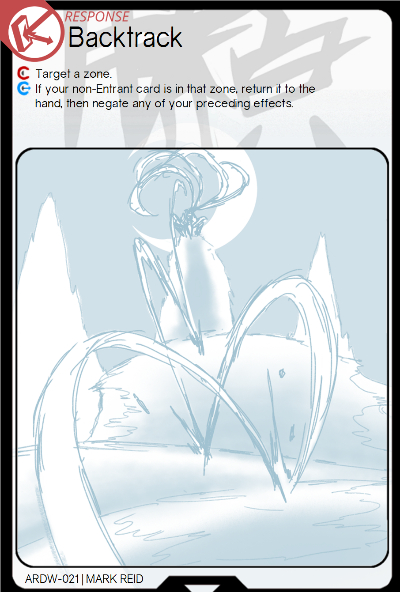 RESPONSE
Backtrack
C Target a zone.
If your non-Entrant card is in that zone, return it to the
hand, then negate any of your preceding effects.
ARDW-021| MARK REID